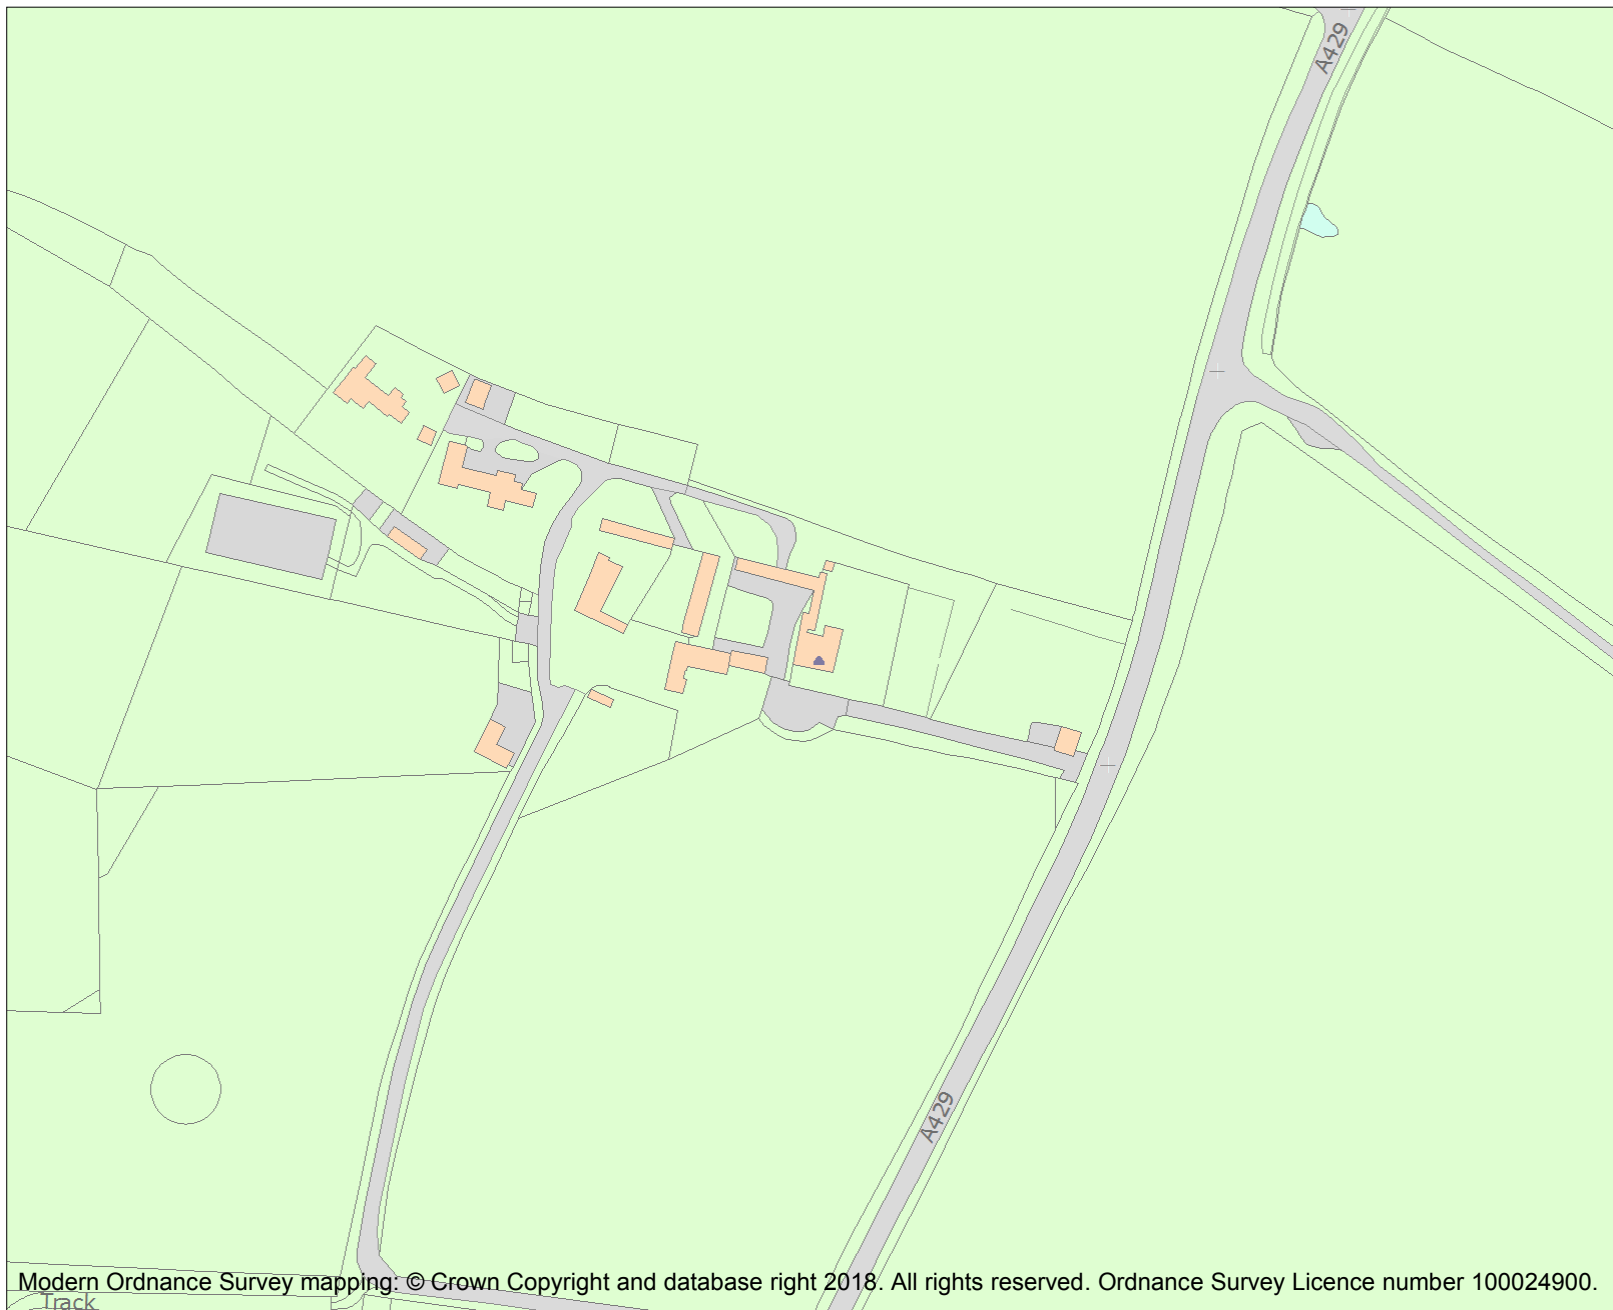 A429
A429
Modern Ordnance Survey mapping: © Crown Copyright and database right 2018. All rights reserved. Ordnance Survey Licence number 100024900.
Track